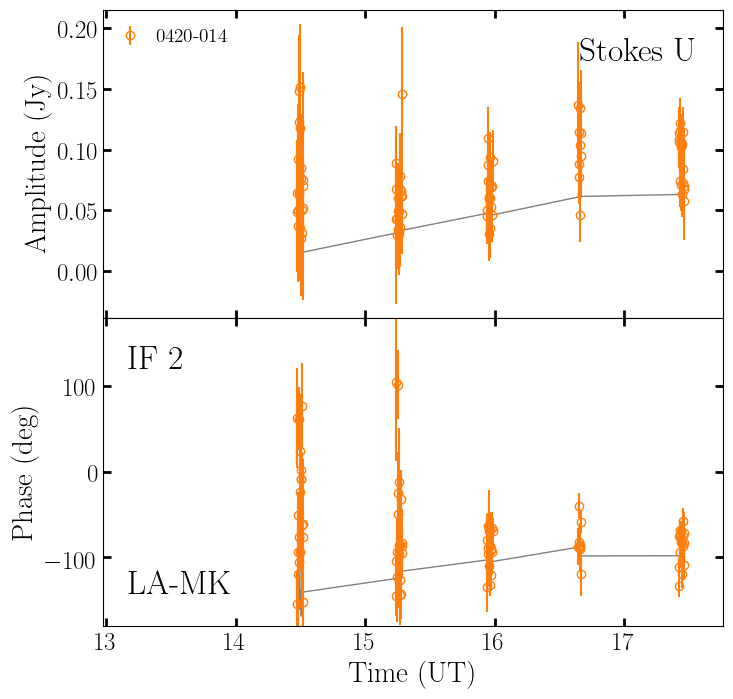 0420-014
Stokes U
0.20
0.15
0.10
0.05
0.00
Amplitude (Jy)
IF 2
100
0
−100
Phase (deg)
LA-MK
13 14 15 16 17
Time (UT)